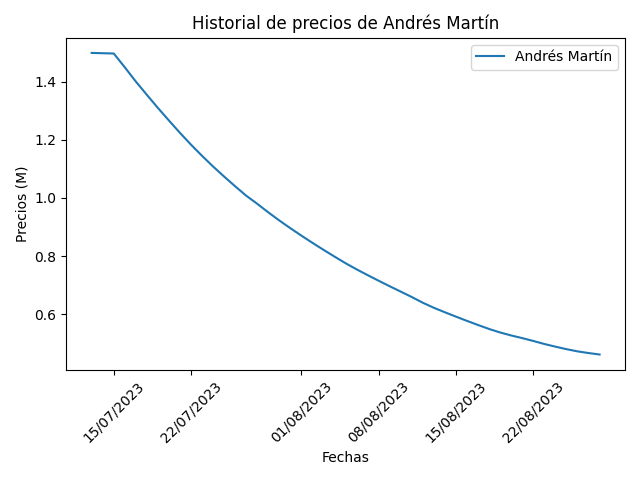 Historial de precios de Andrés Martín
Andrés Martín
Precios (M)
1.4
1.2
1.0
0.8
0.6
15/07/2023
22/07/2023
01/08/2023
08/08/2023
15/08/2023
22/08/2023
Fechas